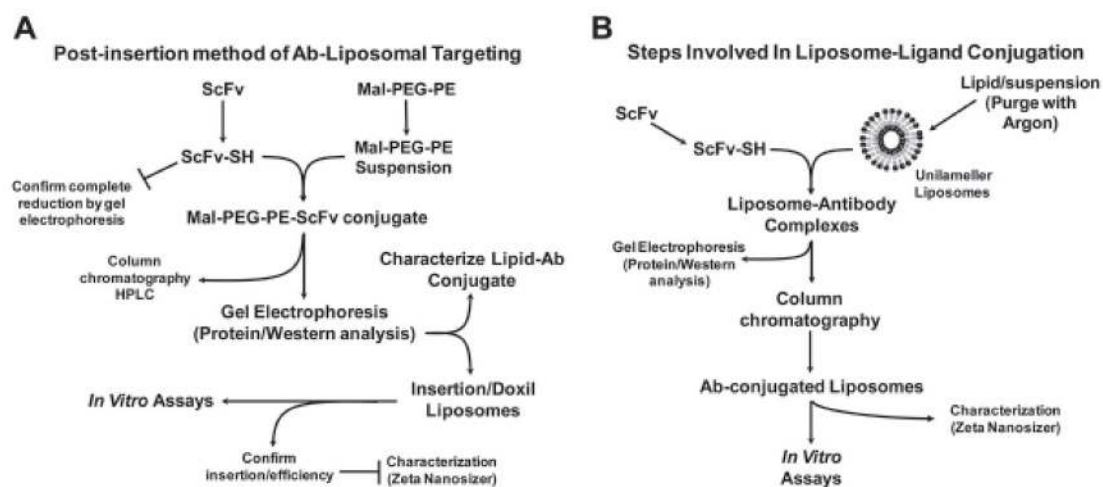 A
Post-insertion method of Ab-Liposomal Targeting
ScFv
Mal-PEG-PE
ScFv-SH
Mal-PEG-PE
Suspension
Confirm complete
reduction by gel
electrophoresis
Mal-PEG-PE-ScFv conjugate
Column
chromatography
HPLC
Characterize Lipid-Ab
Conjugate
Gel Electrophoresis
(Protein/Western analysis)
Insertion/Doxil
Liposomes
In Vitro Assays
Confirm
insertion/efficiency
Characterization
(Zeta Nanosizer)
B
Steps Involved In Liposome-Ligand Conjugation
Lipid/suspension
(Purge with
Argon)
ScFv
ScFv-SH
Unilameller
Liposomes
Liposome-Antibody
Complexes
Gel Electrophoresis
(Protein/Western
analysis)
Column
chromatography
Ab-conjugated Liposomes
Characterization
(Zeta Nanosizer)
In Vitro
Assays